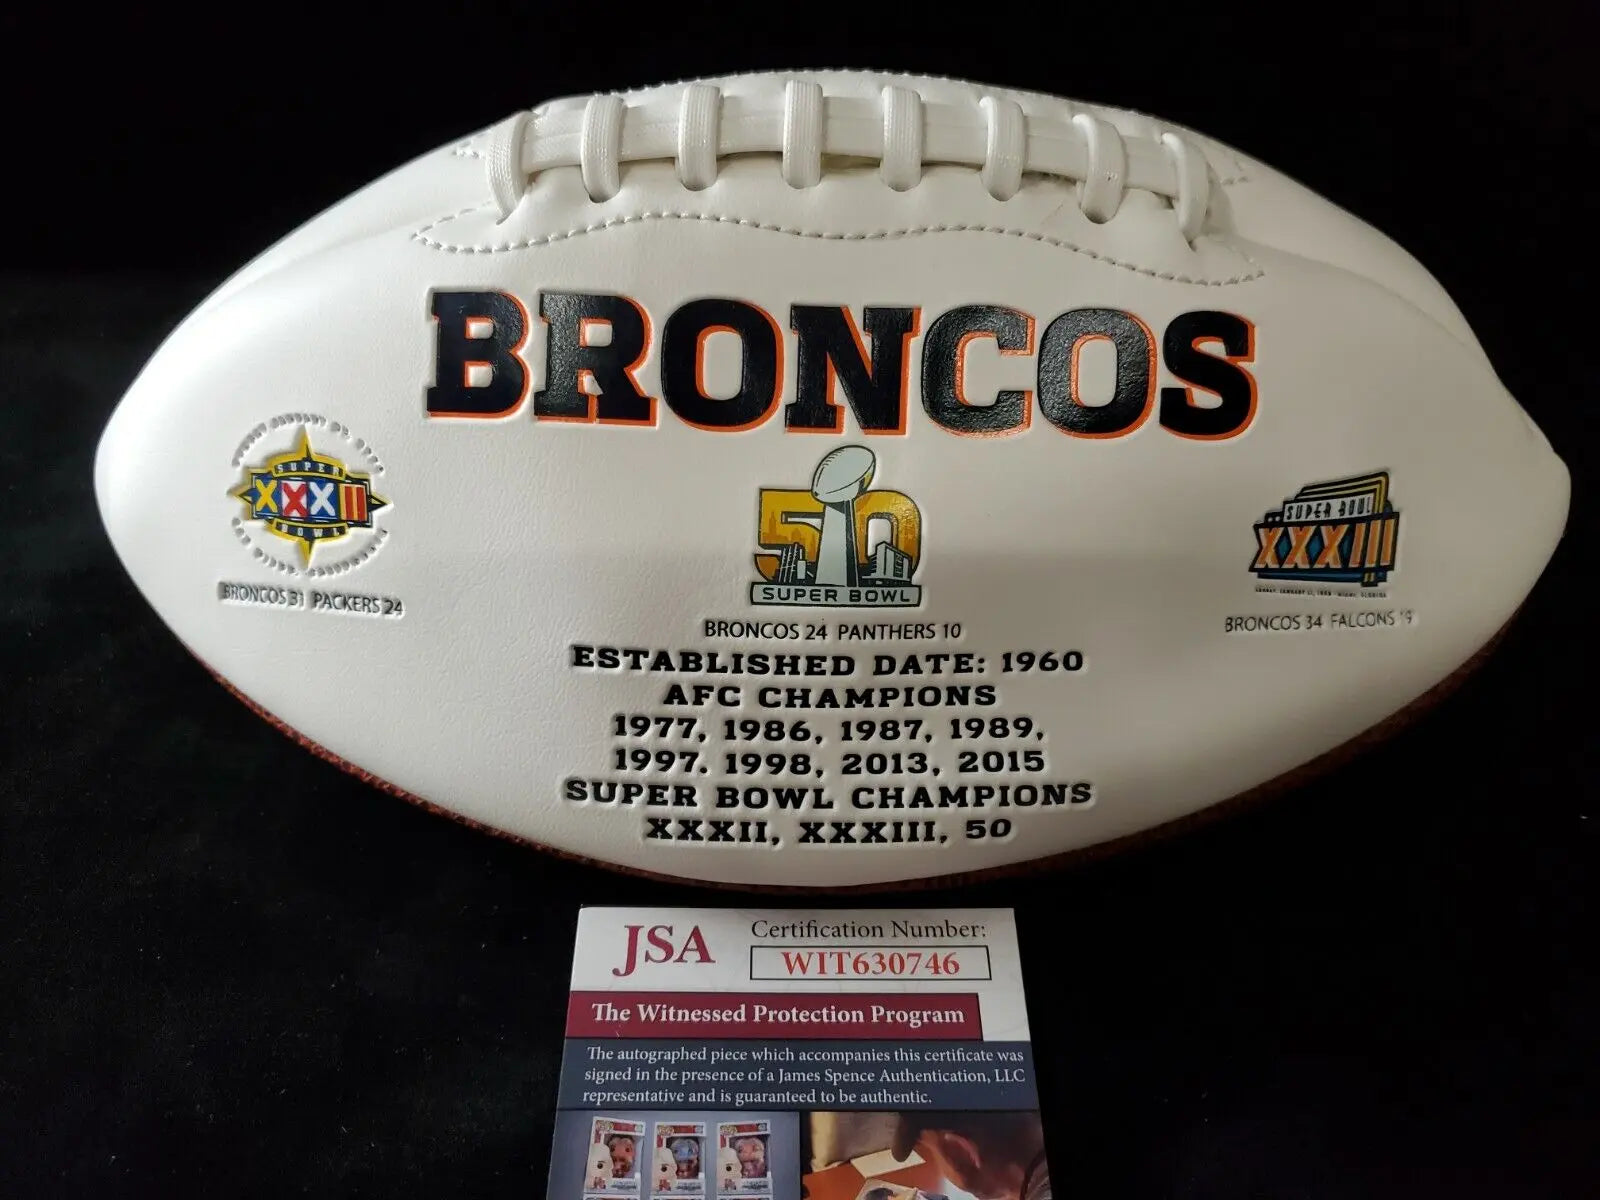 BRONCOS
SUPER
XXXII
BOWL
BRONCOS 31 PACKERS 24
50
SUPER BOWL
BRONCOS 24 PANTHERS 10
SUPER BOWL
XXXIII
BRONCOS 34 FALCONS 19
ESTABLISHED DATE: 1960
AFC CHAMPIONS
1977, 1986, 1987, 1989,
1997. 1998, 2013, 2015
SUPER BOWL CHAMPIONS
XXXII, XXXIII, 50
JSA
Certification Number:
WIT630746
The Witnessed Protection Program
The autographed piece which accompanies this certificate was
signed in the presence of a James Spence Authentication, LLC
representative and is guaranteed to be authentic.